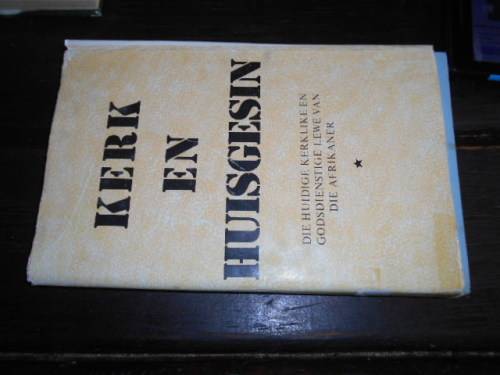 KERK
EN
HUISGESIN
DIE HUIDIGE KERKLIKE EN
GODSDIENSTIGE LEWE VAN
DIE AFRIKANER